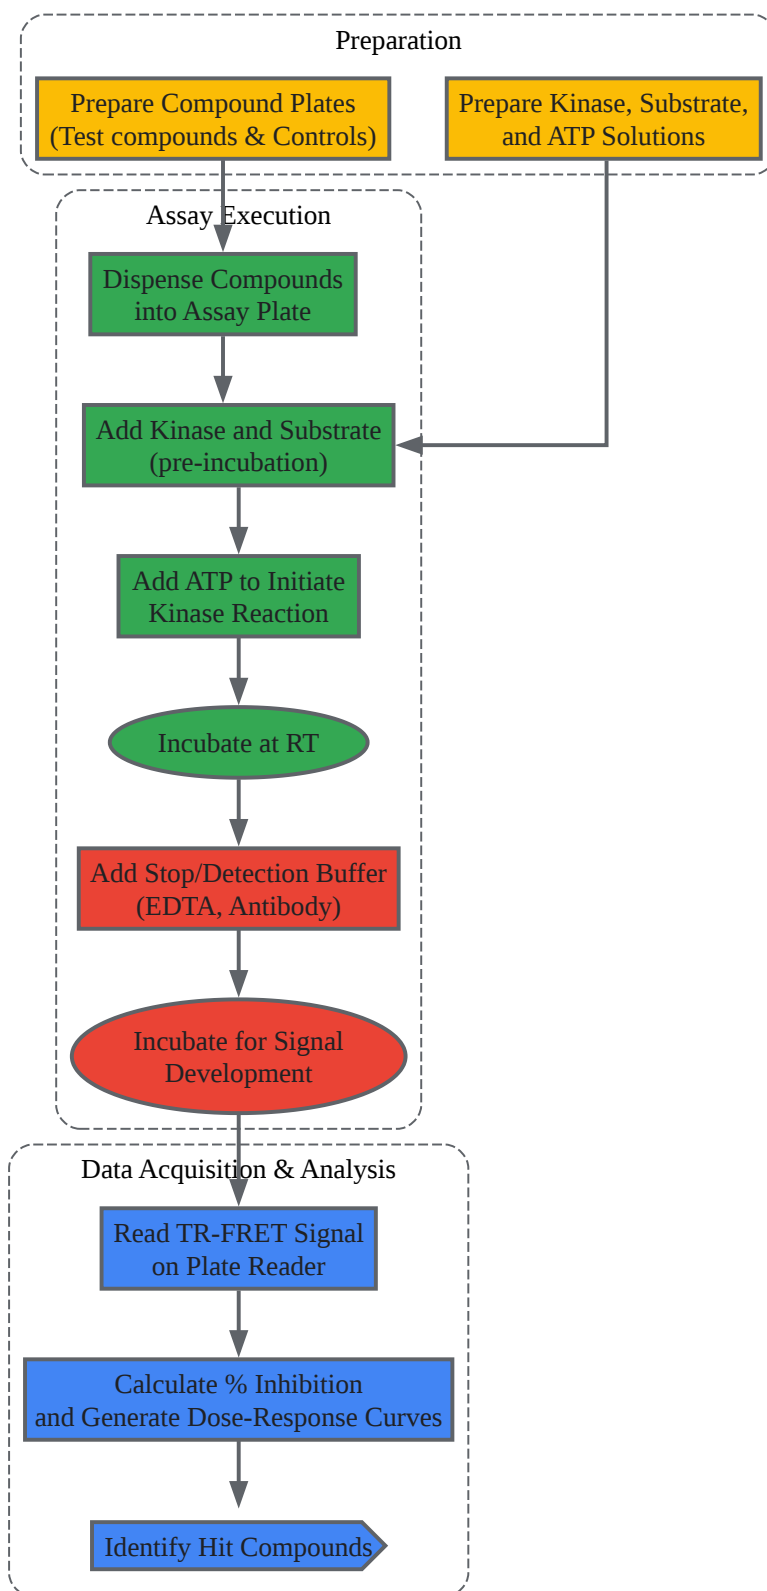 Preparation
Prepare Compound Plates
(Test compounds & Controls)
Prepare Kinase, Substrate,
and ATP Solutions
Assay Execution
Dispense Compounds
into Assay Plate
Add Kinase and Substrate
(pre-incubation)
Add ATP to Initiate
Kinase Reaction
Incubate at RT
Add Stop/Detection Buffer
(EDTA, Antibody)
Incubate for Signal
Development
Data Acquisition & Analysis
Read TR-FRET Signal
on Plate Reader
Calculate % Inhibition
and Generate Dose-Response Curves
Identify Hit Compounds